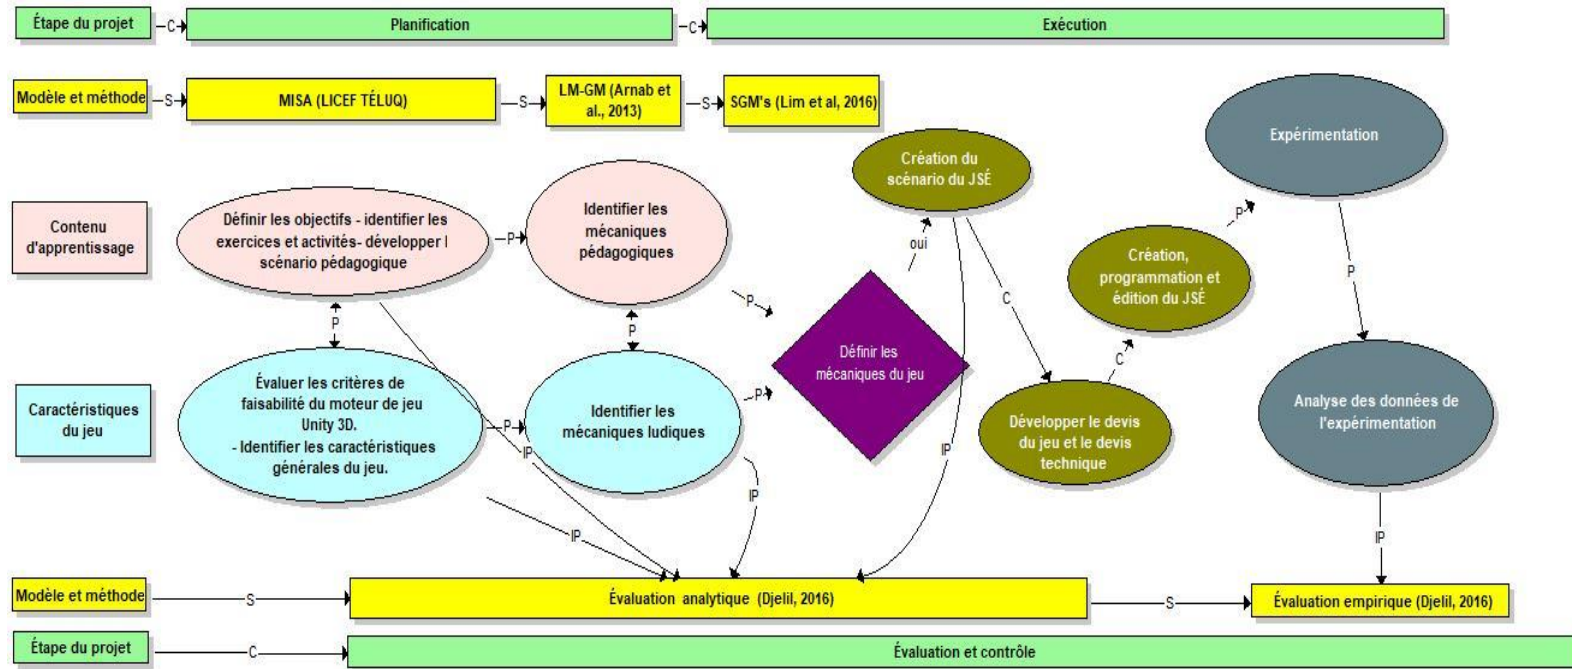 Étape du projet
C
Planification
C
Exécution
Modèle et méthode
S
MISA (LICEF TÉLUQ)
S
LM-GM (Arnab et
al., 2013)
S
SGM's (Lim et al, 2016)
Contenu
d'apprentissage
Définir les objectifs - identifier les
exercices et activités- développer l
scénario pédagogique
P
Identifier les
mécaniques
pédagogiques
Création du
scénario du JSÉ
Expérimentation
P
Création,
programmation et
édition du JSÉ
oui
P
P
P
P
C
C
Définir les
mécaniques du jeu
P
Caractéristiques
du jeu
Évaluer les critères de
faisabilité du moteur de jeu
Unity 3D.
- Identifier les caractéristiques
générales du jeu.
P
Identifier les
mécaniques ludiques
Développer le devis
du jeu et le devis
technique
Analyse des données de
l'expérimentation
IP
IP
IP
IP
IP
Modèle et méthode
S
Évaluation analytique (Djelil, 2016)
S
Évaluation empirique (Djelil, 2016)
Étape du projet
C
Évaluation et contrôle